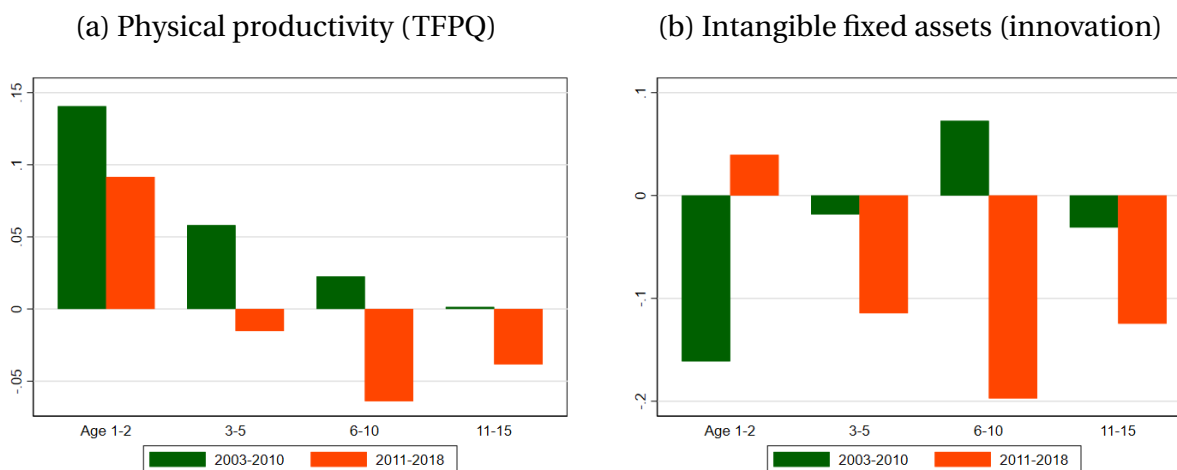 (a) Physical productivity (TFPQ)
.15
.1
.05
0
-.05
Age 1-2 3-5 6-10 11-15
2003-2010 2011-2018
(b) Intangible fixed assets (innovation)
.1
0
-.1
-.2
Age 1-2 3-5 6-10 11-15
2003-2010 2011-2018